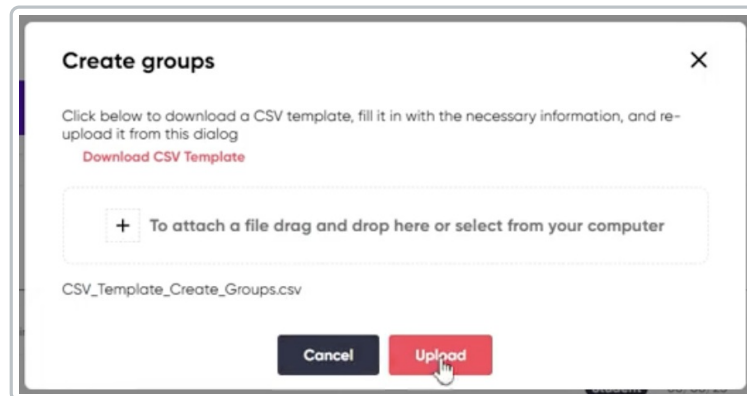 Create groups
Click below to download a CSV template, fill it in with the necessary information, and re-
upload it from this dialog
Download CSV Template
+ To attach a file drag and drop here or select from your computer
CSV_Template_Create_Groups.csv
Cancel
Upload